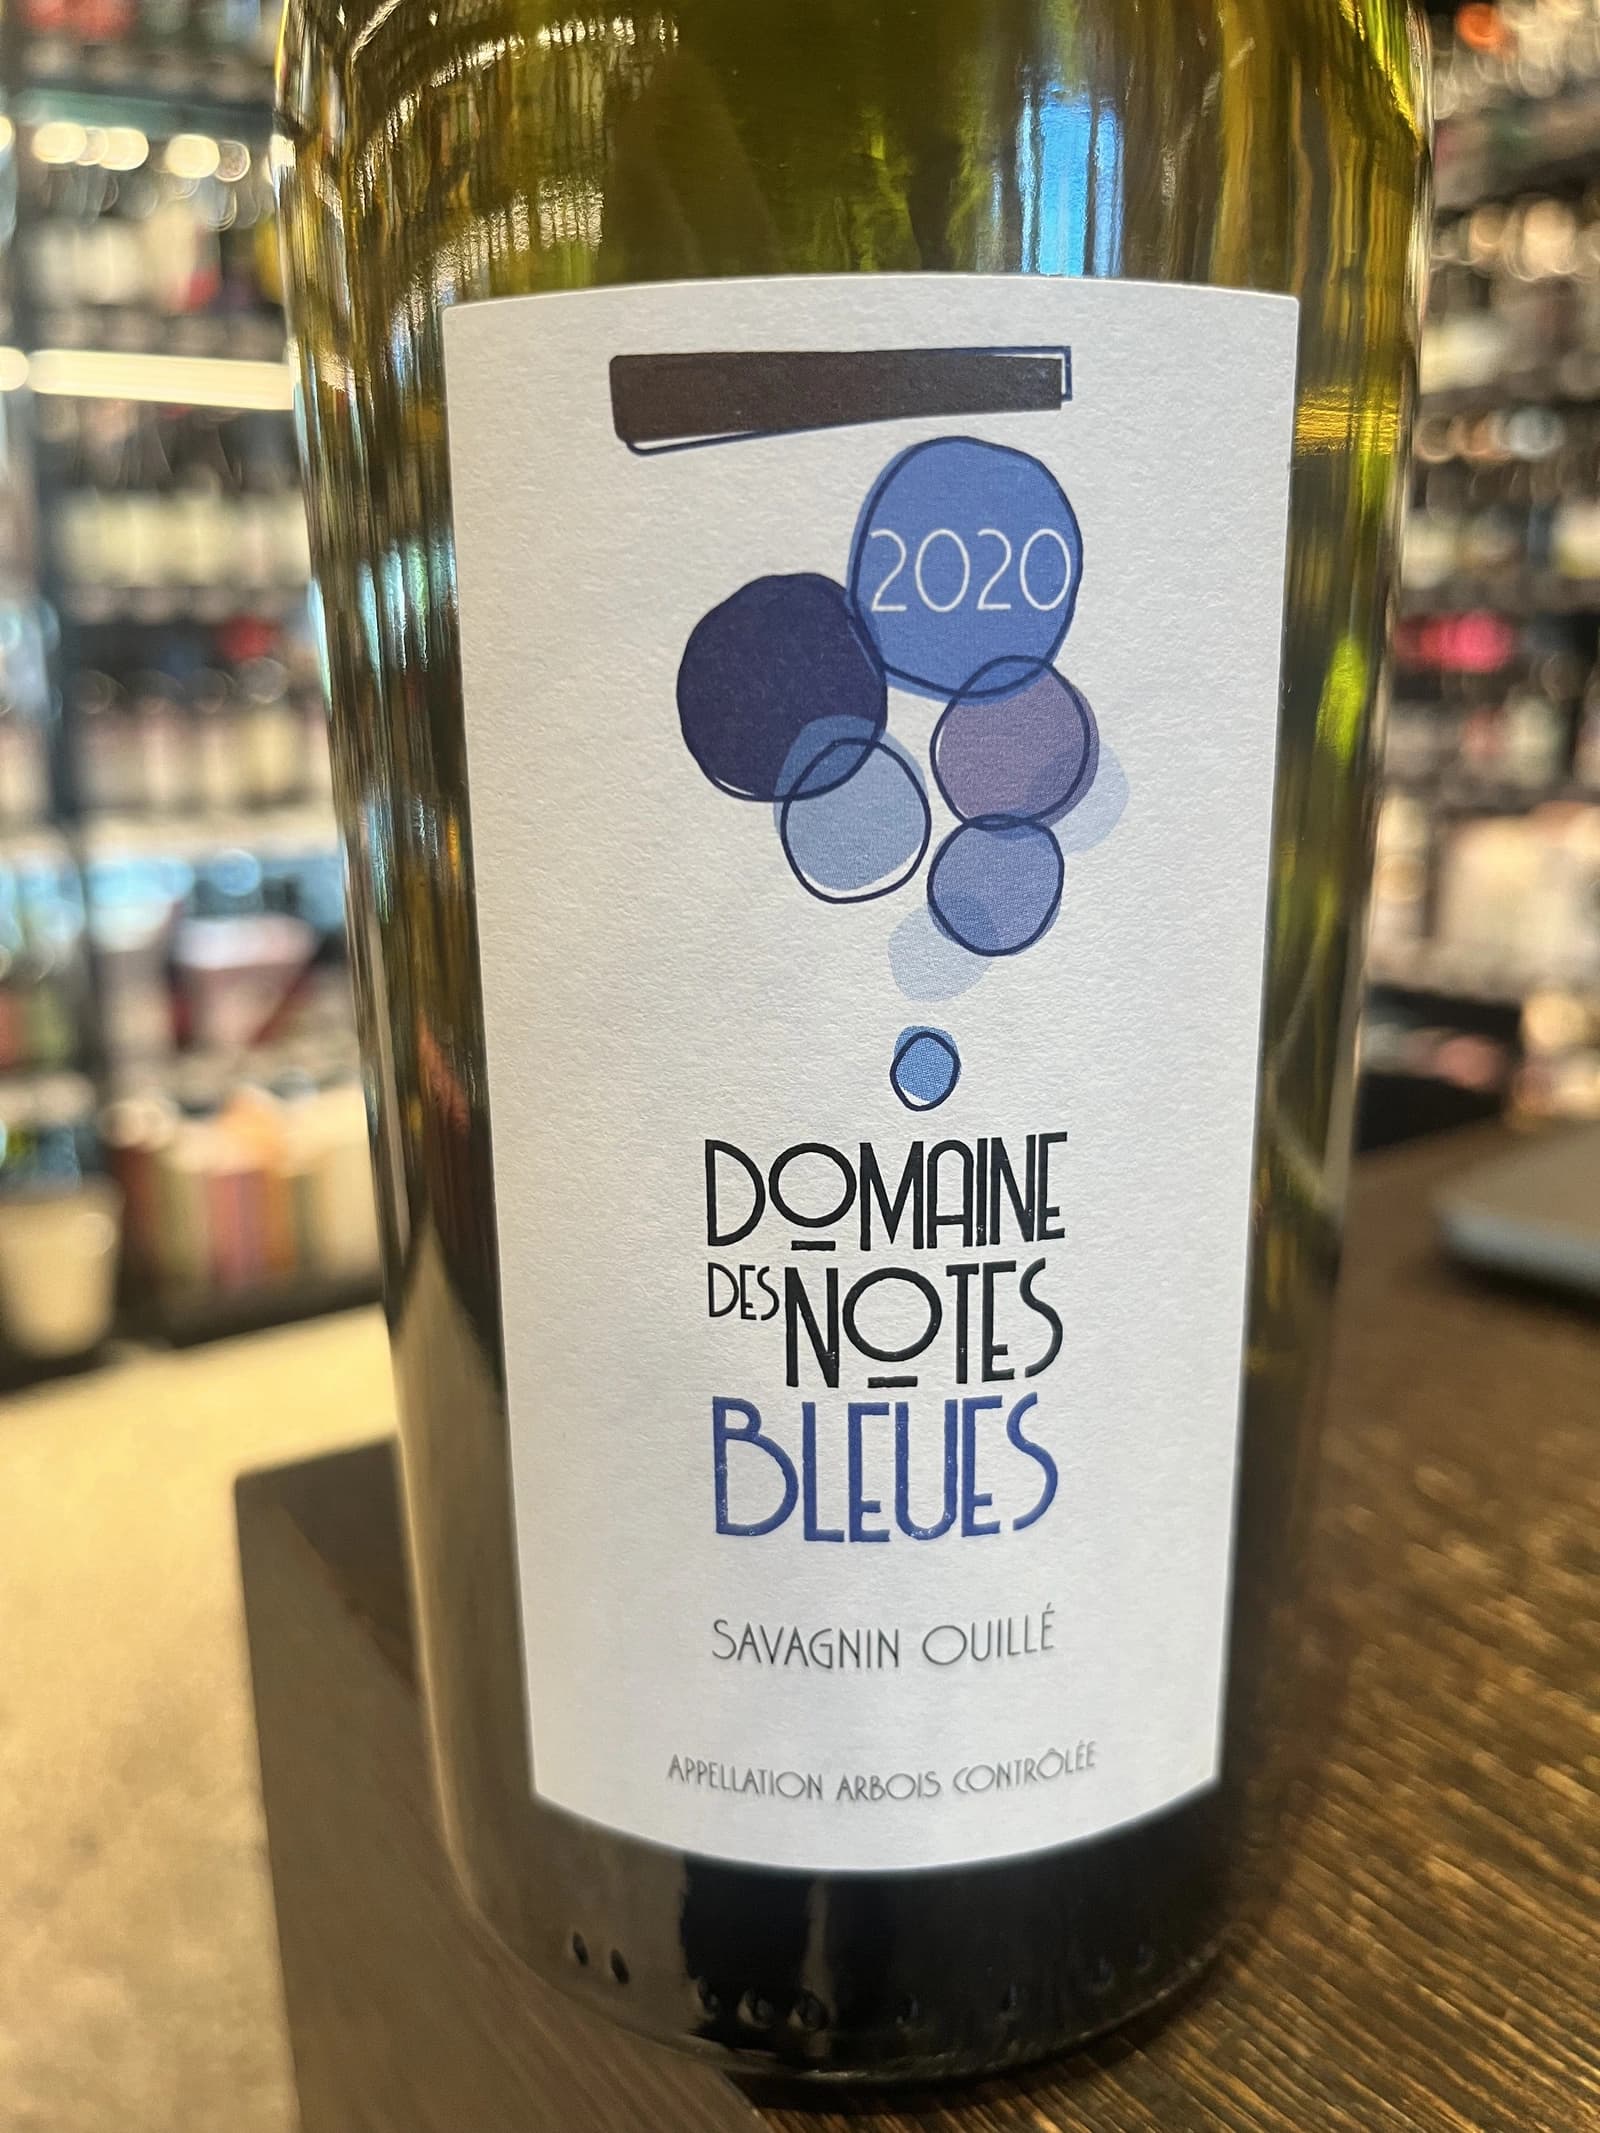 2020
DOMAINE
DES NOTES
BLEUES
SAVAGNIN OUILLÉ
APPELLATION ARBOIS CONTRÔLÉE